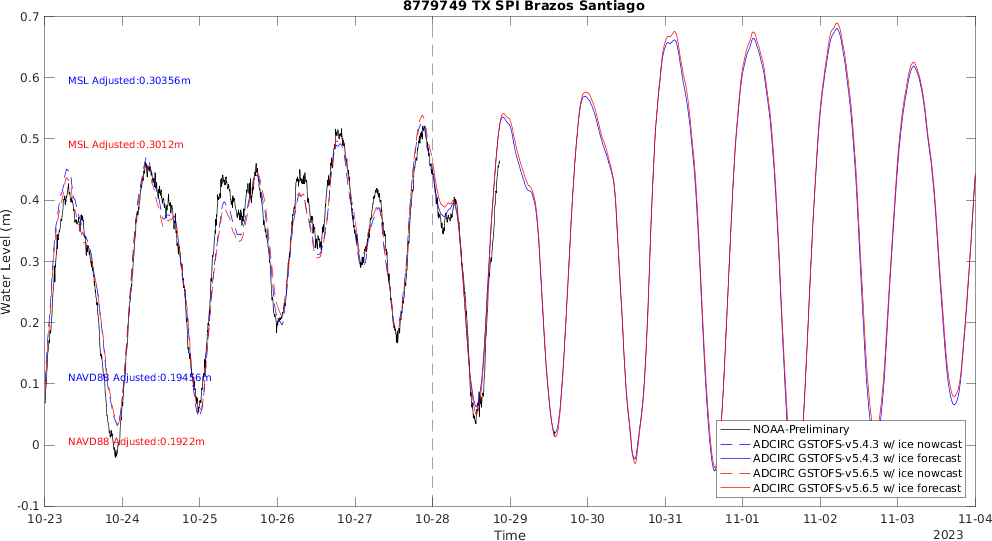 8779749 TX SPI Brazos Santiago
0.7
0.6
0.5
0.4
0.3
0.2
0.1
0
-0.1
Water Level (m)
MSL Adjusted:0.30356m
MSL Adjusted:0.3012m
NAVD88 Adjusted:0.19456m
NAVD88 Adjusted:0.1922m
NOAA-Preliminary
ADCIRC GSTOFS-v5.4.3 w/ ice nowcast
ADCIRC GSTOFS-v5.4.3 w/ ice forecast
ADCIRC GSTOFS-v5.6.5 w/ ice nowcast
ADCIRC GSTOFS-v5.6.5 w/ ice forecast
10-23 10-24 10-25 10-26 10-27 10-28 10-29 10-30 10-31 11-01 11-02 11-03 11-04
Time
2023